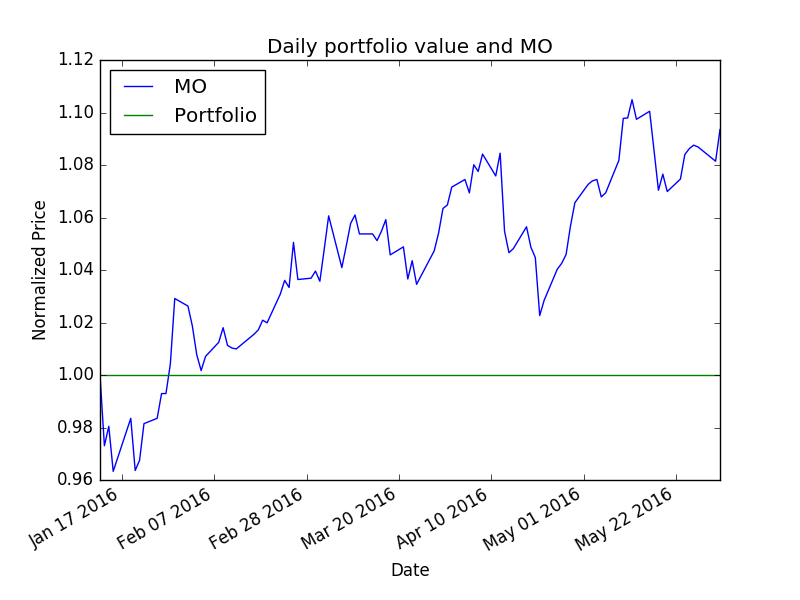 Daily portfolio value and MO
MO
Portfolio
1.12
1.10
1.08
1.06
1.04
1.02
1.00
0.98
0.96
Normalized Price
Jan 17 2016
Feb 07 2016
Feb 28 2016
Mar 20 2016
Apr 10 2016
May 01 2016
May 22 2016
Date